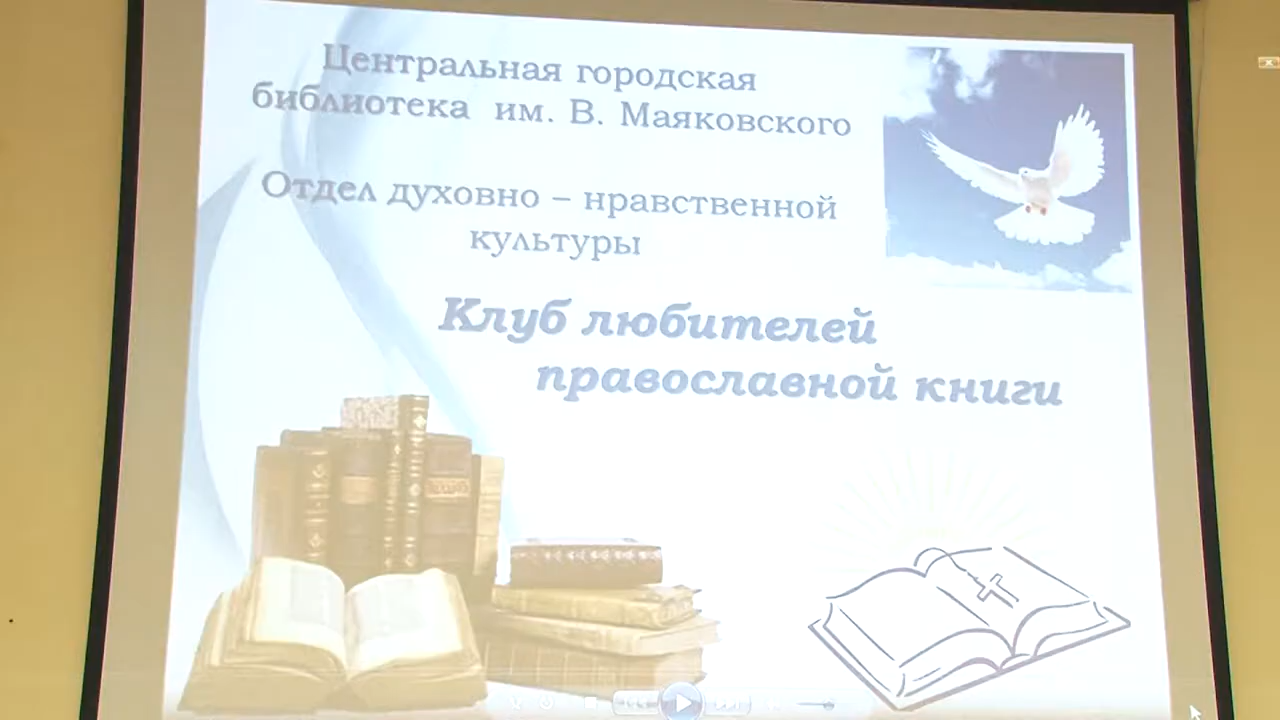 Центральная городская
библиотека им. В. Маяковского
Отдел духовно – нравственной
культуры
Клуб любителей
православной книги